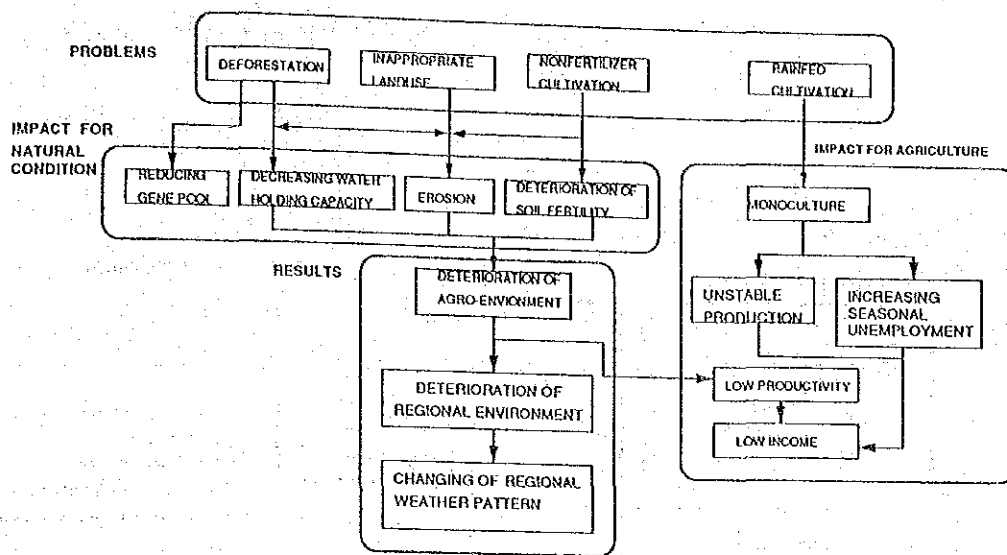 PROBLEMS
DEFORESTATION
INAPPROPRIATE
LANDUSE
NONFERTILIZER
CULTIVATION
RAINFED
CULTIVATION
IMPACT FOR
NATURAL
CONDITION
REDUCING
GENE POOL
DECREASING WATER
HOLDING CAPACITY
EROSION
DETERIORATION OF
SOIL FERTILITY
IMPACT FOR AGRICULTURE
MONOCULTURE
UNSTABLE
PRODUCTION
INCREASING
SEASONAL
UNEMPLOYMENT
LOW PRODUCTIVITY
LOW INCOME
RESULTS
DETERIORATION OF
AGRO-ENVIONMENT
DETERIORATION OF
REGIONAL ENVIRONMENT
CHANGING OF REGIONAL
WEATHER PATTERN